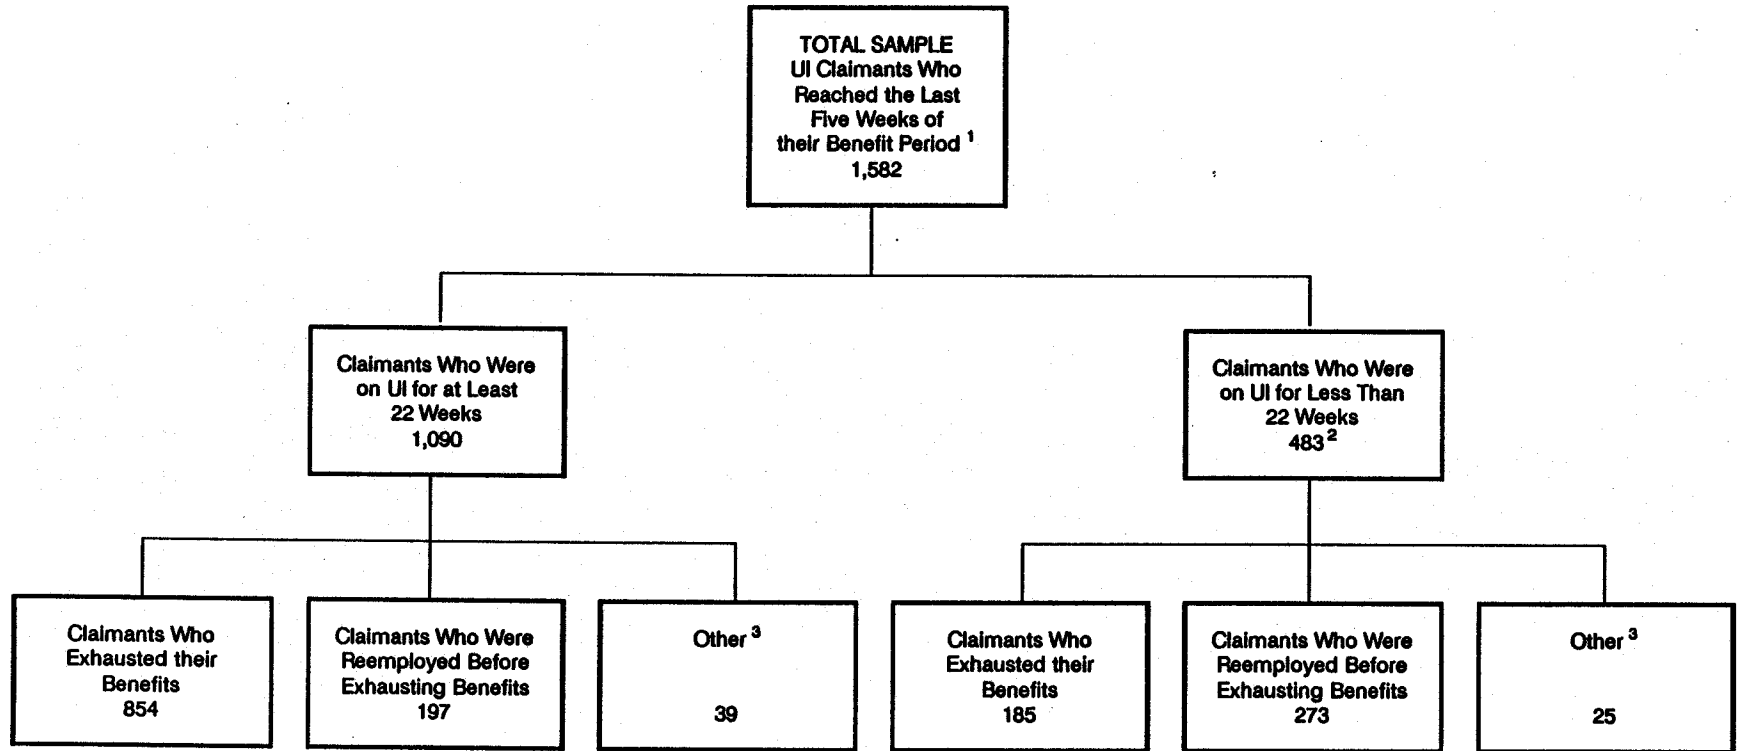 TOTAL SAMPLE
UI Claimants Who
Reached the Last
Five Weeks of
their Benefit Period ¹
1,582
Claimants Who Were
on UI for at Least
22 Weeks
1,090
Claimants Who Were
on UI for Less Than
22 Weeks
483 ²
Claimants Who
Exhausted their
Benefits
854
Claimants Who Were
Reemployed Before
Exhausting Benefits
197
Other ³
39
Claimants Who
Exhausted their
Benefits
185
Claimants Who Were
Reemployed Before
Exhausting Benefits
273
Other ³
25